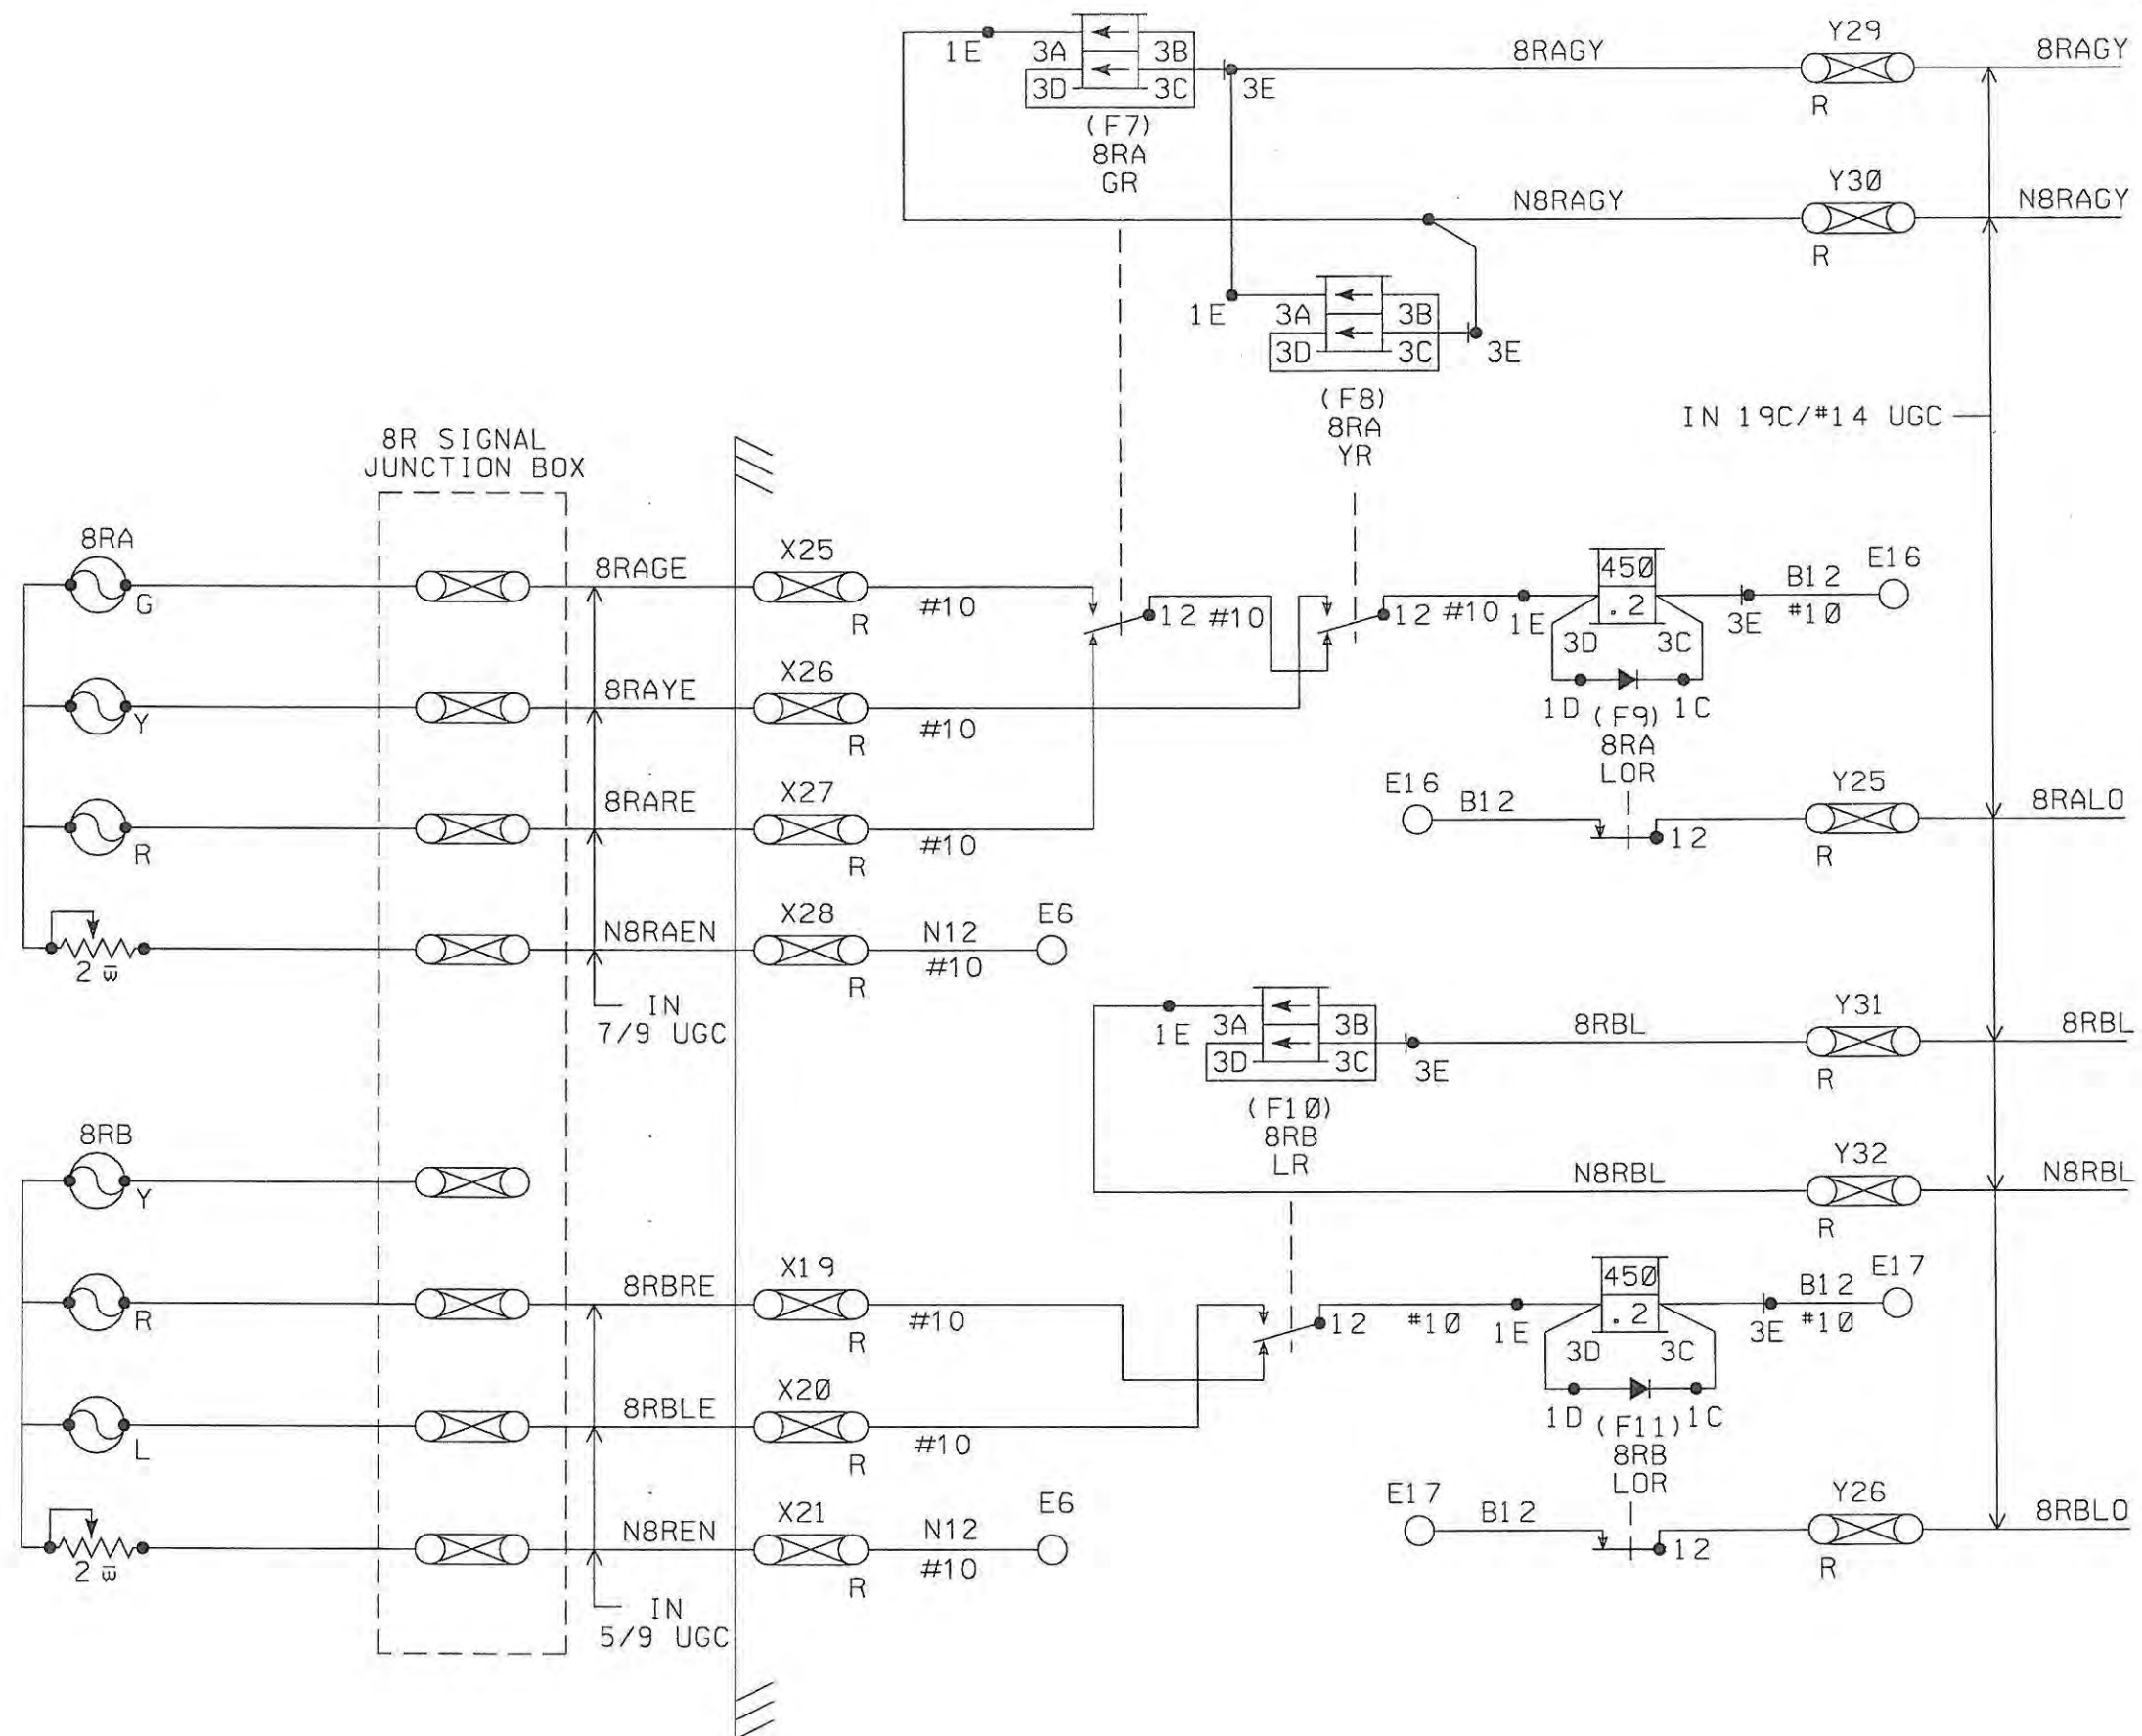 1E
3A
3B
3D
3C
3E
(F7)
8RA
GR
8RAGY
Y29
R
8RAGY
N8RAGY
Y30
R
N8RAGY
1E
3A
3B
3D
3C
3E
(F8)
8RA
YR
IN 19C/#14 UGC
8R SIGNAL
JUNCTION BOX
8RA
G
8RAGE
X25
R
#10
12
#10
12
#10
1E
450
.2
3D
3C
3E
B12
#10
E16
1D
1C
(F9)
8RA
LOR
Y
8RAYE
X26
R
#10
R
8RARE
X27
R
#10
E16
B12
12
Y25
R
8RALO
2 w̅
N8RAEN
X28
R
N12
#10
E6
IN
7/9 UGC
1E
3A
3B
3D
3C
3E
(F1Ø)
8RB
LR
8RBL
Y31
R
8RBL
N8RBL
Y32
R
N8RBL
8RB
Y
R
8RBRE
X19
R
#10
12
#1Ø
1E
450
.2
3D
3C
3E
B12
#1Ø
E17
1D
1C
(F11)
8RB
LOR
L
8RBLE
X2Ø
R
#10
2 w̅
N8REN
X21
R
N12
#10
E6
E17
B12
12
Y26
R
8RBLO
IN
5/9 UGC